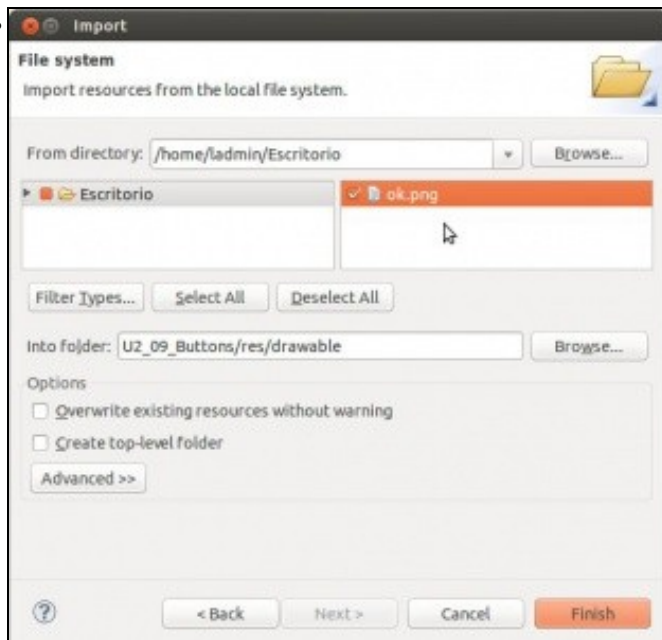 Import
File system
Import resources from the local file system.
From directory: /home/ladmin/Escritorio Browse...
Escritorio ok.png
Filter Types... Select All Deselect All
Into folder: U2_09_Buttons/res/drawable Browse...
Options
Overwrite existing resources without warning
Create top-level folder
Advanced >>
? < Back Next > Cancel Finish